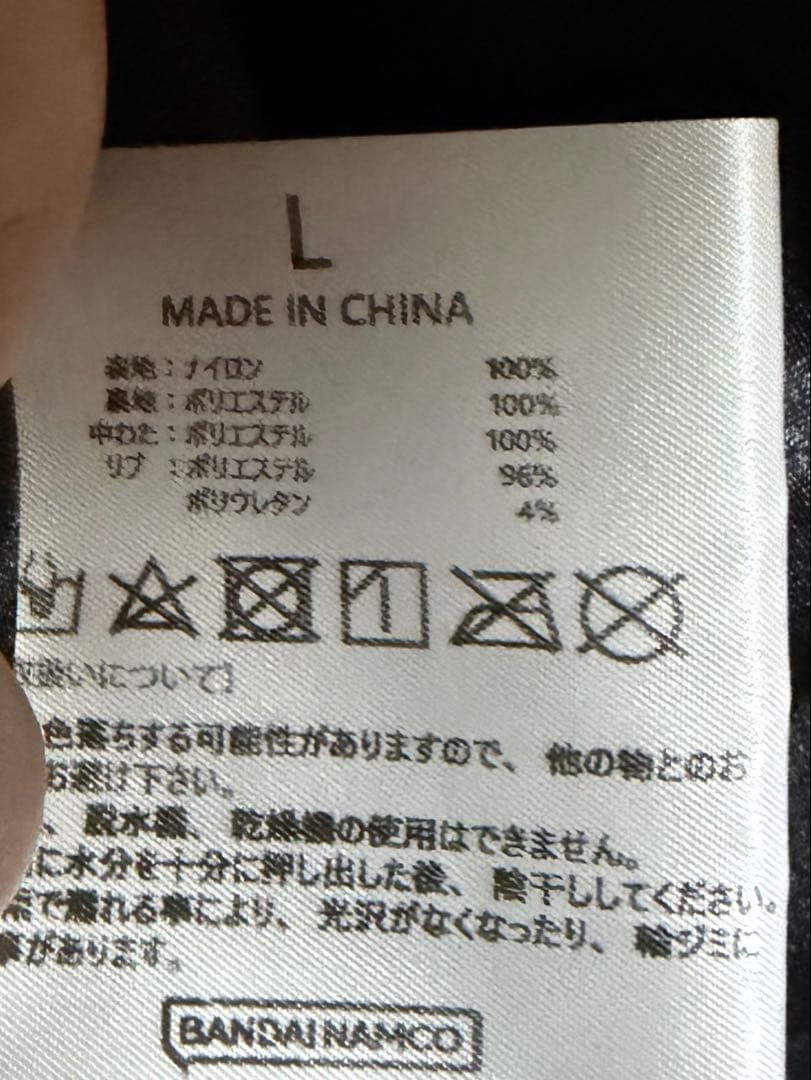 L
MADE IN CHINA
表地：ナイロン 100%
裏地：ポリエステル 100%
中わた：ポリエステル 100%
リブ ：ポリエステル 96%
ポリウレタン 4%
扱いについて】
色落ちする可能性がありますので、他の物とのお
お避け下さい。
、脱水機、乾燥機の使用はできません。
に水分を十分に押し出した後、陰干ししてください。
で濡れる事により、光沢がなくなったり、輪ジミに
事があります。
BANDAI NAMCO